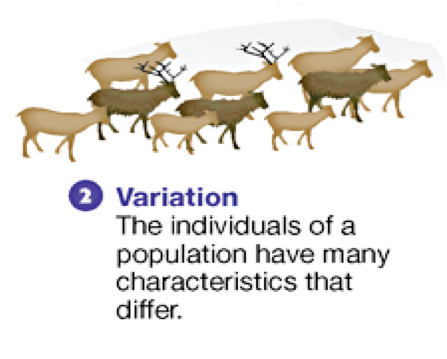 2 Variation
The individuals of a
population have many
characteristics that
differ.